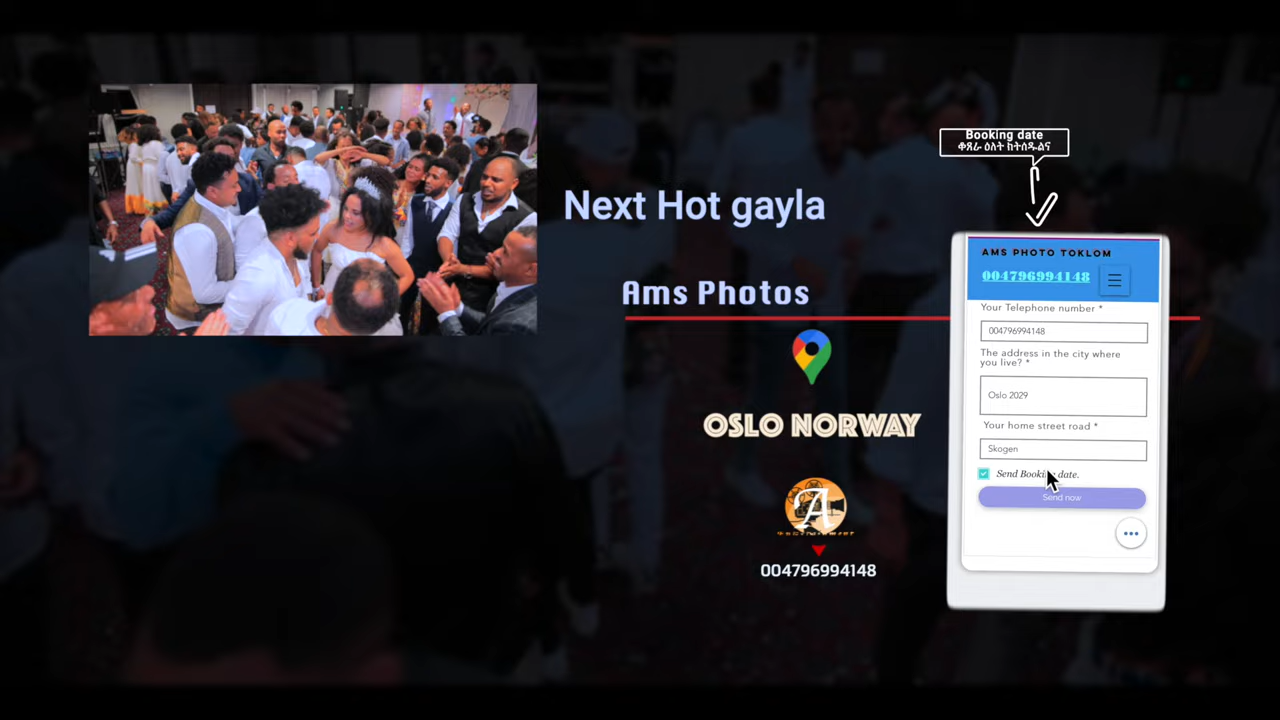 Booking date
ቆጸራ ዕለት ክትሰዱልና
Next Hot gayla
Ams Photos
OSLO NORWAY
A
004796994148
AMS PHOTO TOKLOM
004796994148
Your Telephone number *
004796994148
The address in the city where
you live? *
Oslo 2029
Your home street road *
Skogen
Send Booking date.
Send now